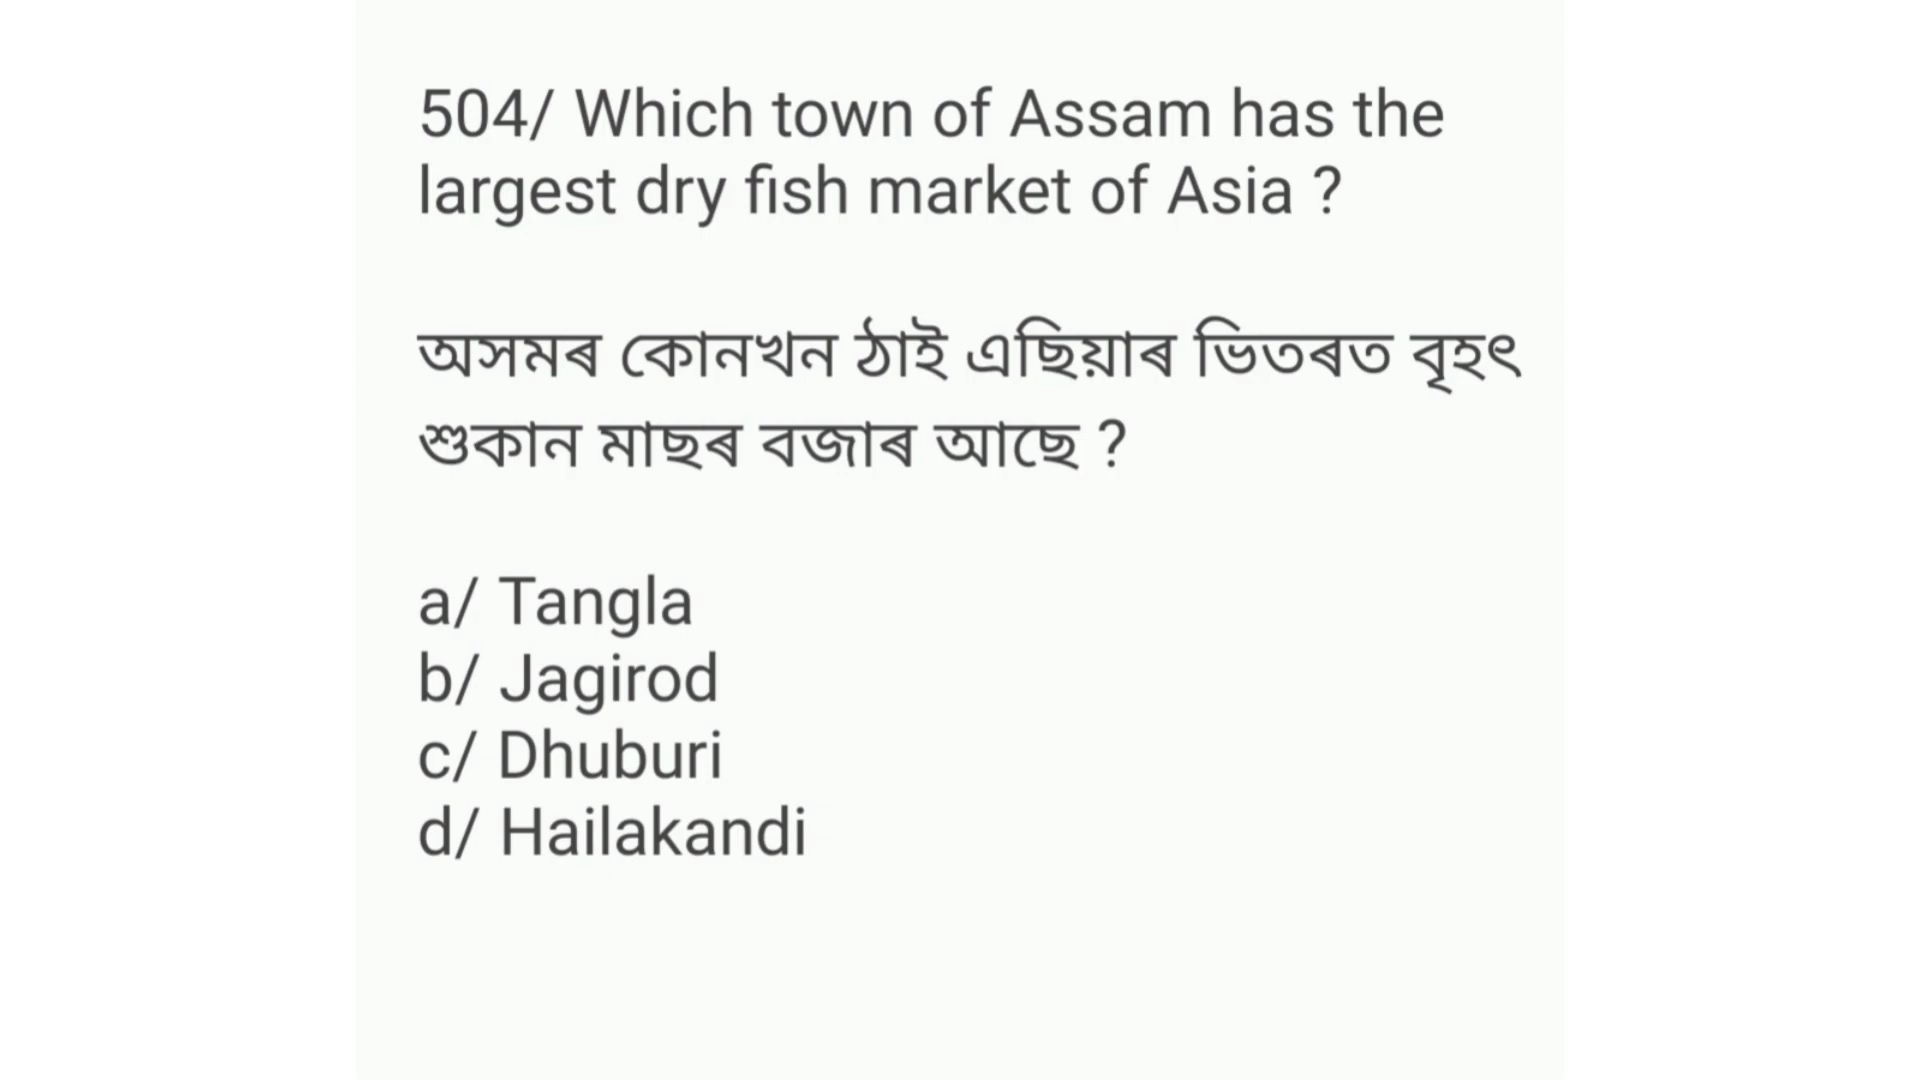 504/ Which town of Assam has the
largest dry fish market of Asia ?
অসমৰ কোনখন ঠাই এছিয়াৰ ভিতৰত বৃহৎ
শুকান মাছৰ বজাৰ আছে ?
a/ Tangla
b/ Jagirod
c/ Dhuburi
d/ Hailakandi